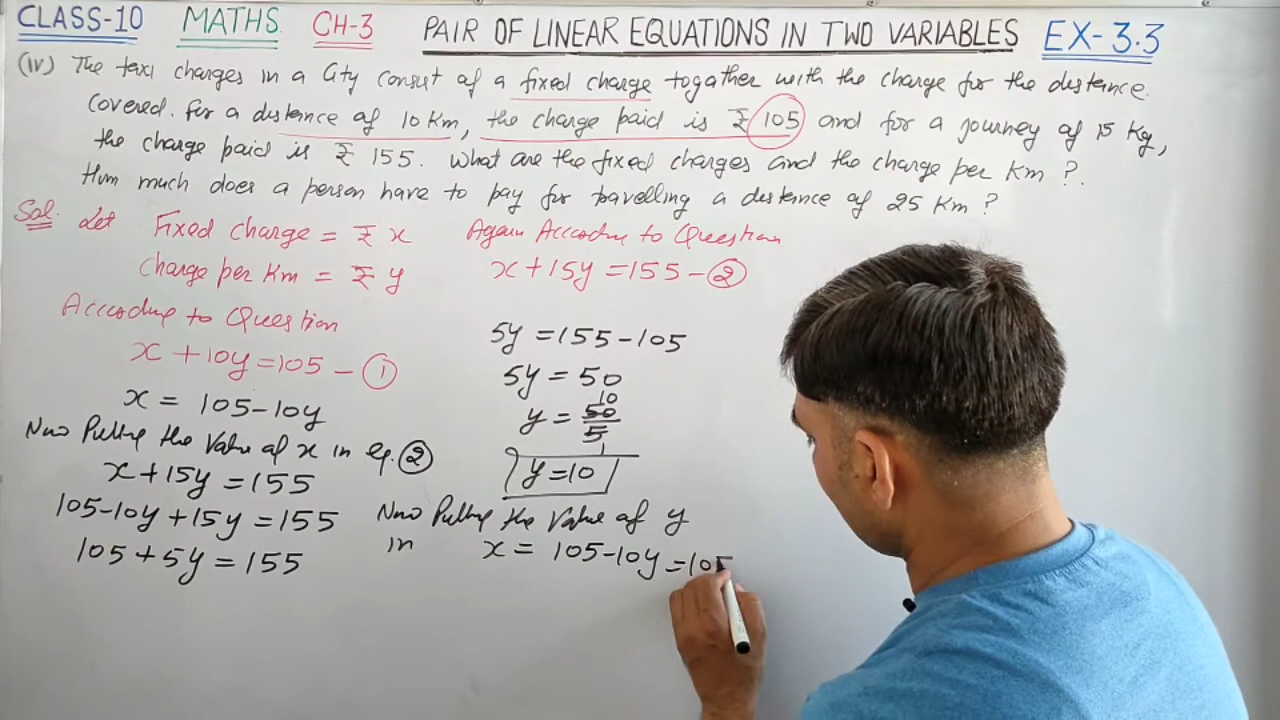 CLASS-10 MATHS CH-3 PAIR OF LINEAR EQUATIONS IN TWO VARIABLES EX-3.3
(iv) The taxi charges in a City consist of a fixed charge togather with the charge for the distance
Covered. For a distance of 10 Km, the charge paid is ₹ 105 and for a journey of 15 Kg,
the charge paid is ₹ 155. What are the fixed charges and the charge per Km ?
How much does a person have to pay for travelling a distance of 25 Km ?
Sol. Let Fixed charge = ₹ x
charge per Km = ₹ y
According to Question
x + 10y = 105 - ①
x = 105 - 10y
Now Putting the Value of x in eq. ②
x + 15y = 155
105 - 10y + 15y = 155
105 + 5y = 155
Again According to Question
x + 15y = 155 - ②
5y = 155 - 105
5y = 50
10
y = 50/5
1
y = 10
Now Putting the Value of y
in x = 105 - 10y = 105